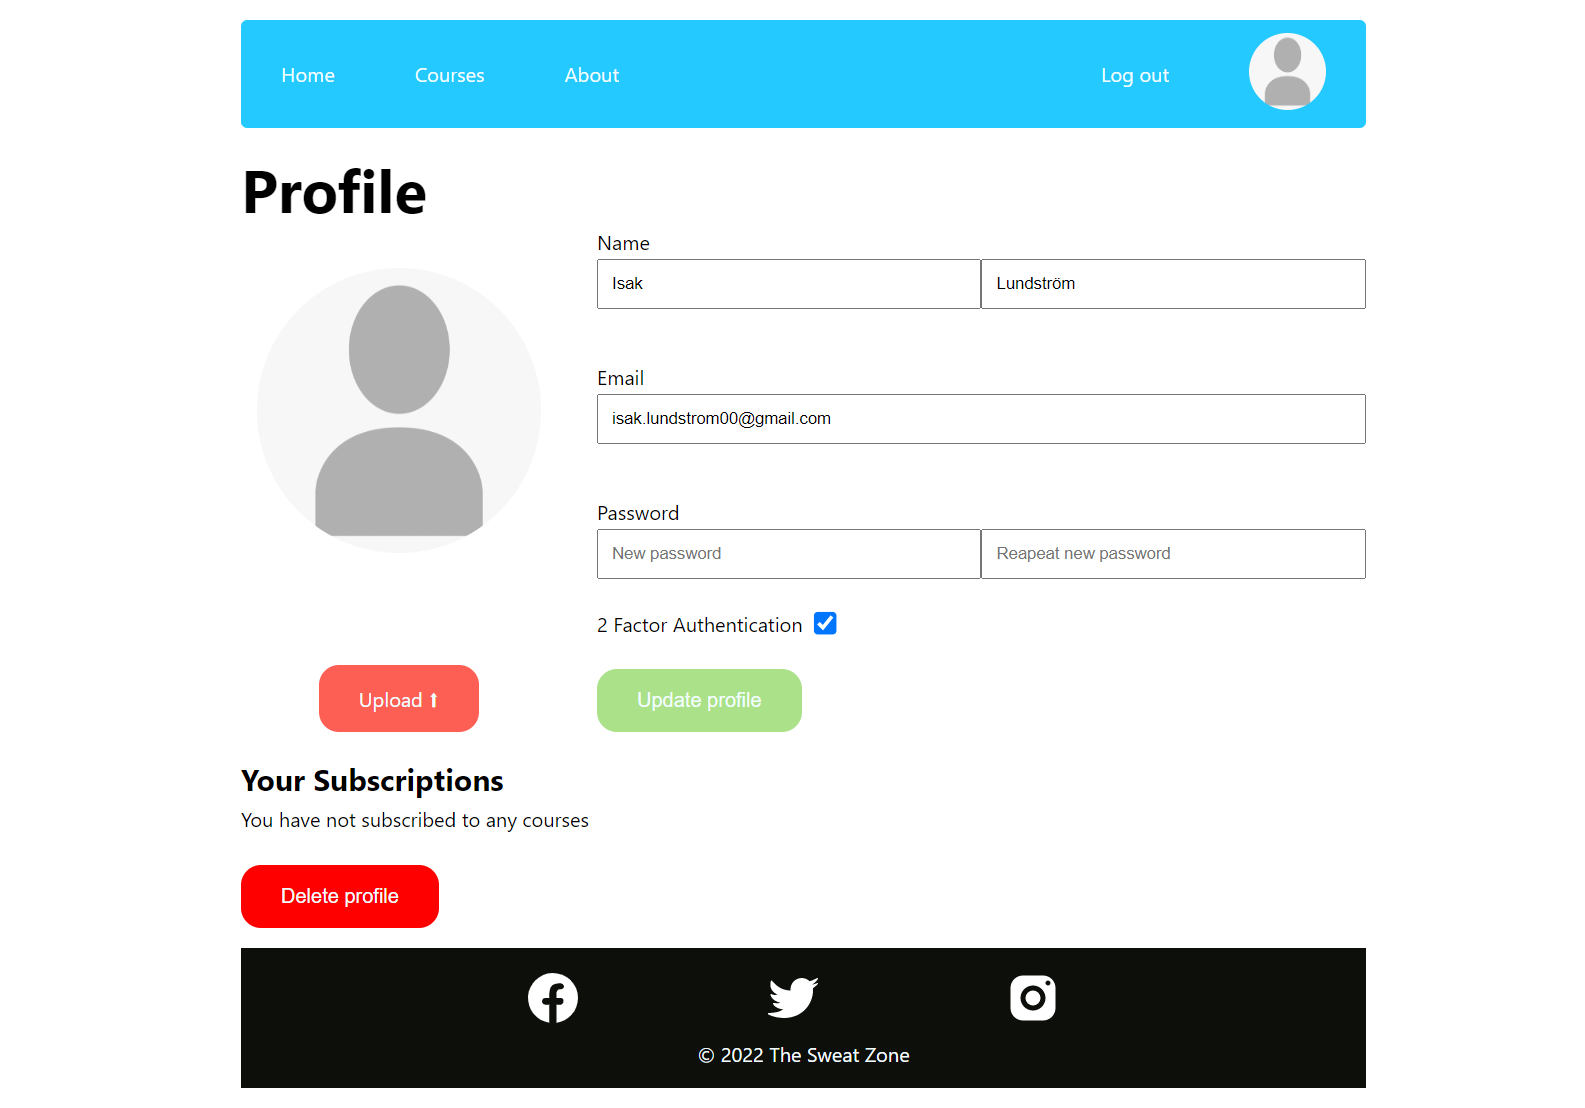 Home Courses About Log out
Profile
Name
Isak Lundström
Email
isak.lundstrom00@gmail.com
Password
New password Reapeat new password
2 Factor Authentication
Upload ⬆ Update profile
Your Subscriptions
You have not subscribed to any courses
Delete profile
© 2022 The Sweat Zone